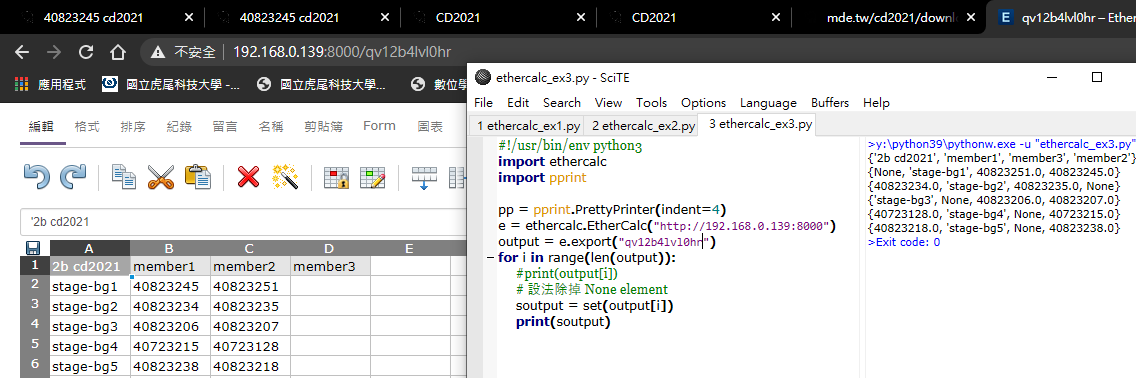 40823245 cd2021
40823245 cd2021
CD2021
CD2021
mde.tw/cd2021/downl
qv12b4lvl0hr – Ether
不安全 | 192.168.0.139:8000/qv12b4lvl0hr
應用程式 國立虎尾科技大學 -... 國立虎尾科技大學... 數位學
編輯 格式 排序 紀錄 留言 名稱 剪貼簿 Form 圖表
'2b cd2021
A B C D E
1 2b cd2021 member1 member2 member3
2 stage-bg1 40823245 40823251
3 stage-bg2 40823234 40823235
4 stage-bg3 40823206 40823207
5 stage-bg4 40723215 40723128
6 stage-bg5 40823238 40823218
ethercalc_ex3.py - SciTE
File Edit Search View Tools Options Language Buffers Help
1 ethercalc_ex1.py 2 ethercalc_ex2.py 3 ethercalc_ex3.py
#!/usr/bin/env python3
import ethercalc
import pprint
pp = pprint.PrettyPrinter(indent=4)
e = ethercalc.EtherCalc("http://192.168.0.139:8000")
output = e.export("qv12b4lvl0hr")
for i in range(len(output)):
#print(output[i])
# 設法除掉 None element
soutput = set(output[i])
print(soutput)
>y:\python39\pythonw.exe -u "ethercalc_ex3.py"
{'2b cd2021', 'member1', 'member3', 'member2'}
{None, 'stage-bg1', 40823251.0, 40823245.0}
{40823234.0, 'stage-bg2', 40823235.0, None}
{'stage-bg3', None, 40823206.0, 40823207.0}
{40723128.0, 'stage-bg4', None, 40723215.0}
{40823218.0, 'stage-bg5', None, 40823238.0}
>Exit code: 0